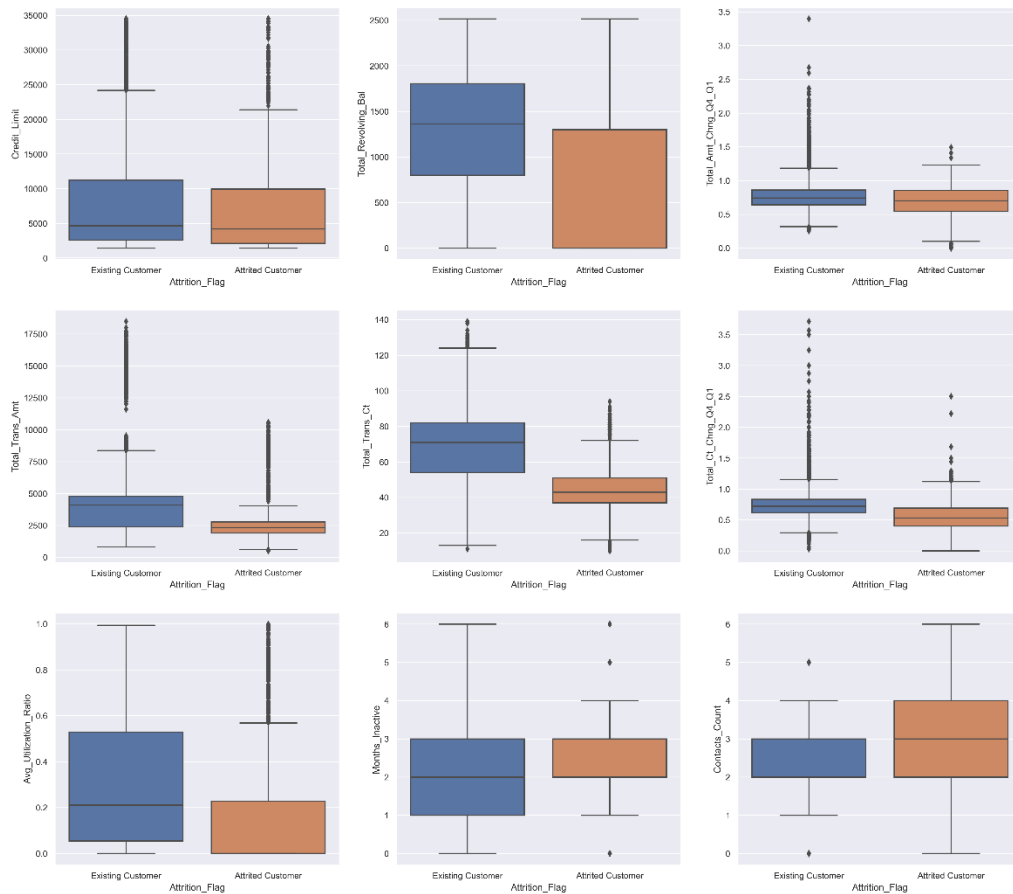 Credit_Limit
35000
30000
25000
20000
15000
10000
5000
0
Existing Customer Attrited Customer
Attrition_Flag
Total_Revolving_Bal
2500
2000
1500
1000
500
0
Existing Customer Attrited Customer
Attrition_Flag
Total_Amt_Chng_Q4_Q1
3.5
3.0
2.5
2.0
1.5
1.0
0.5
0.0
Existing Customer Attrited Customer
Attrition_Flag
Total_Trans_Amt
17500
15000
12500
10000
7500
5000
2500
0
Existing Customer Attrited Customer
Attrition_Flag
Total_Trans_Ct
140
120
100
80
60
40
20
Existing Customer Attrited Customer
Attrition_Flag
Total_Ct_Chng_Q4_Q1
3.5
3.0
2.5
2.0
1.5
1.0
0.5
0.0
Existing Customer Attrited Customer
Attrition_Flag
Avg_Utilization_Ratio
1.0
0.8
0.6
0.4
0.2
0.0
Existing Customer Attrited Customer
Attrition_Flag
Months_Inactive
6
5
4
3
2
1
0
Existing Customer Attrited Customer
Attrition_Flag
Contacts_Count
6
5
4
3
2
1
0
Existing Customer Attrited Customer
Attrition_Flag